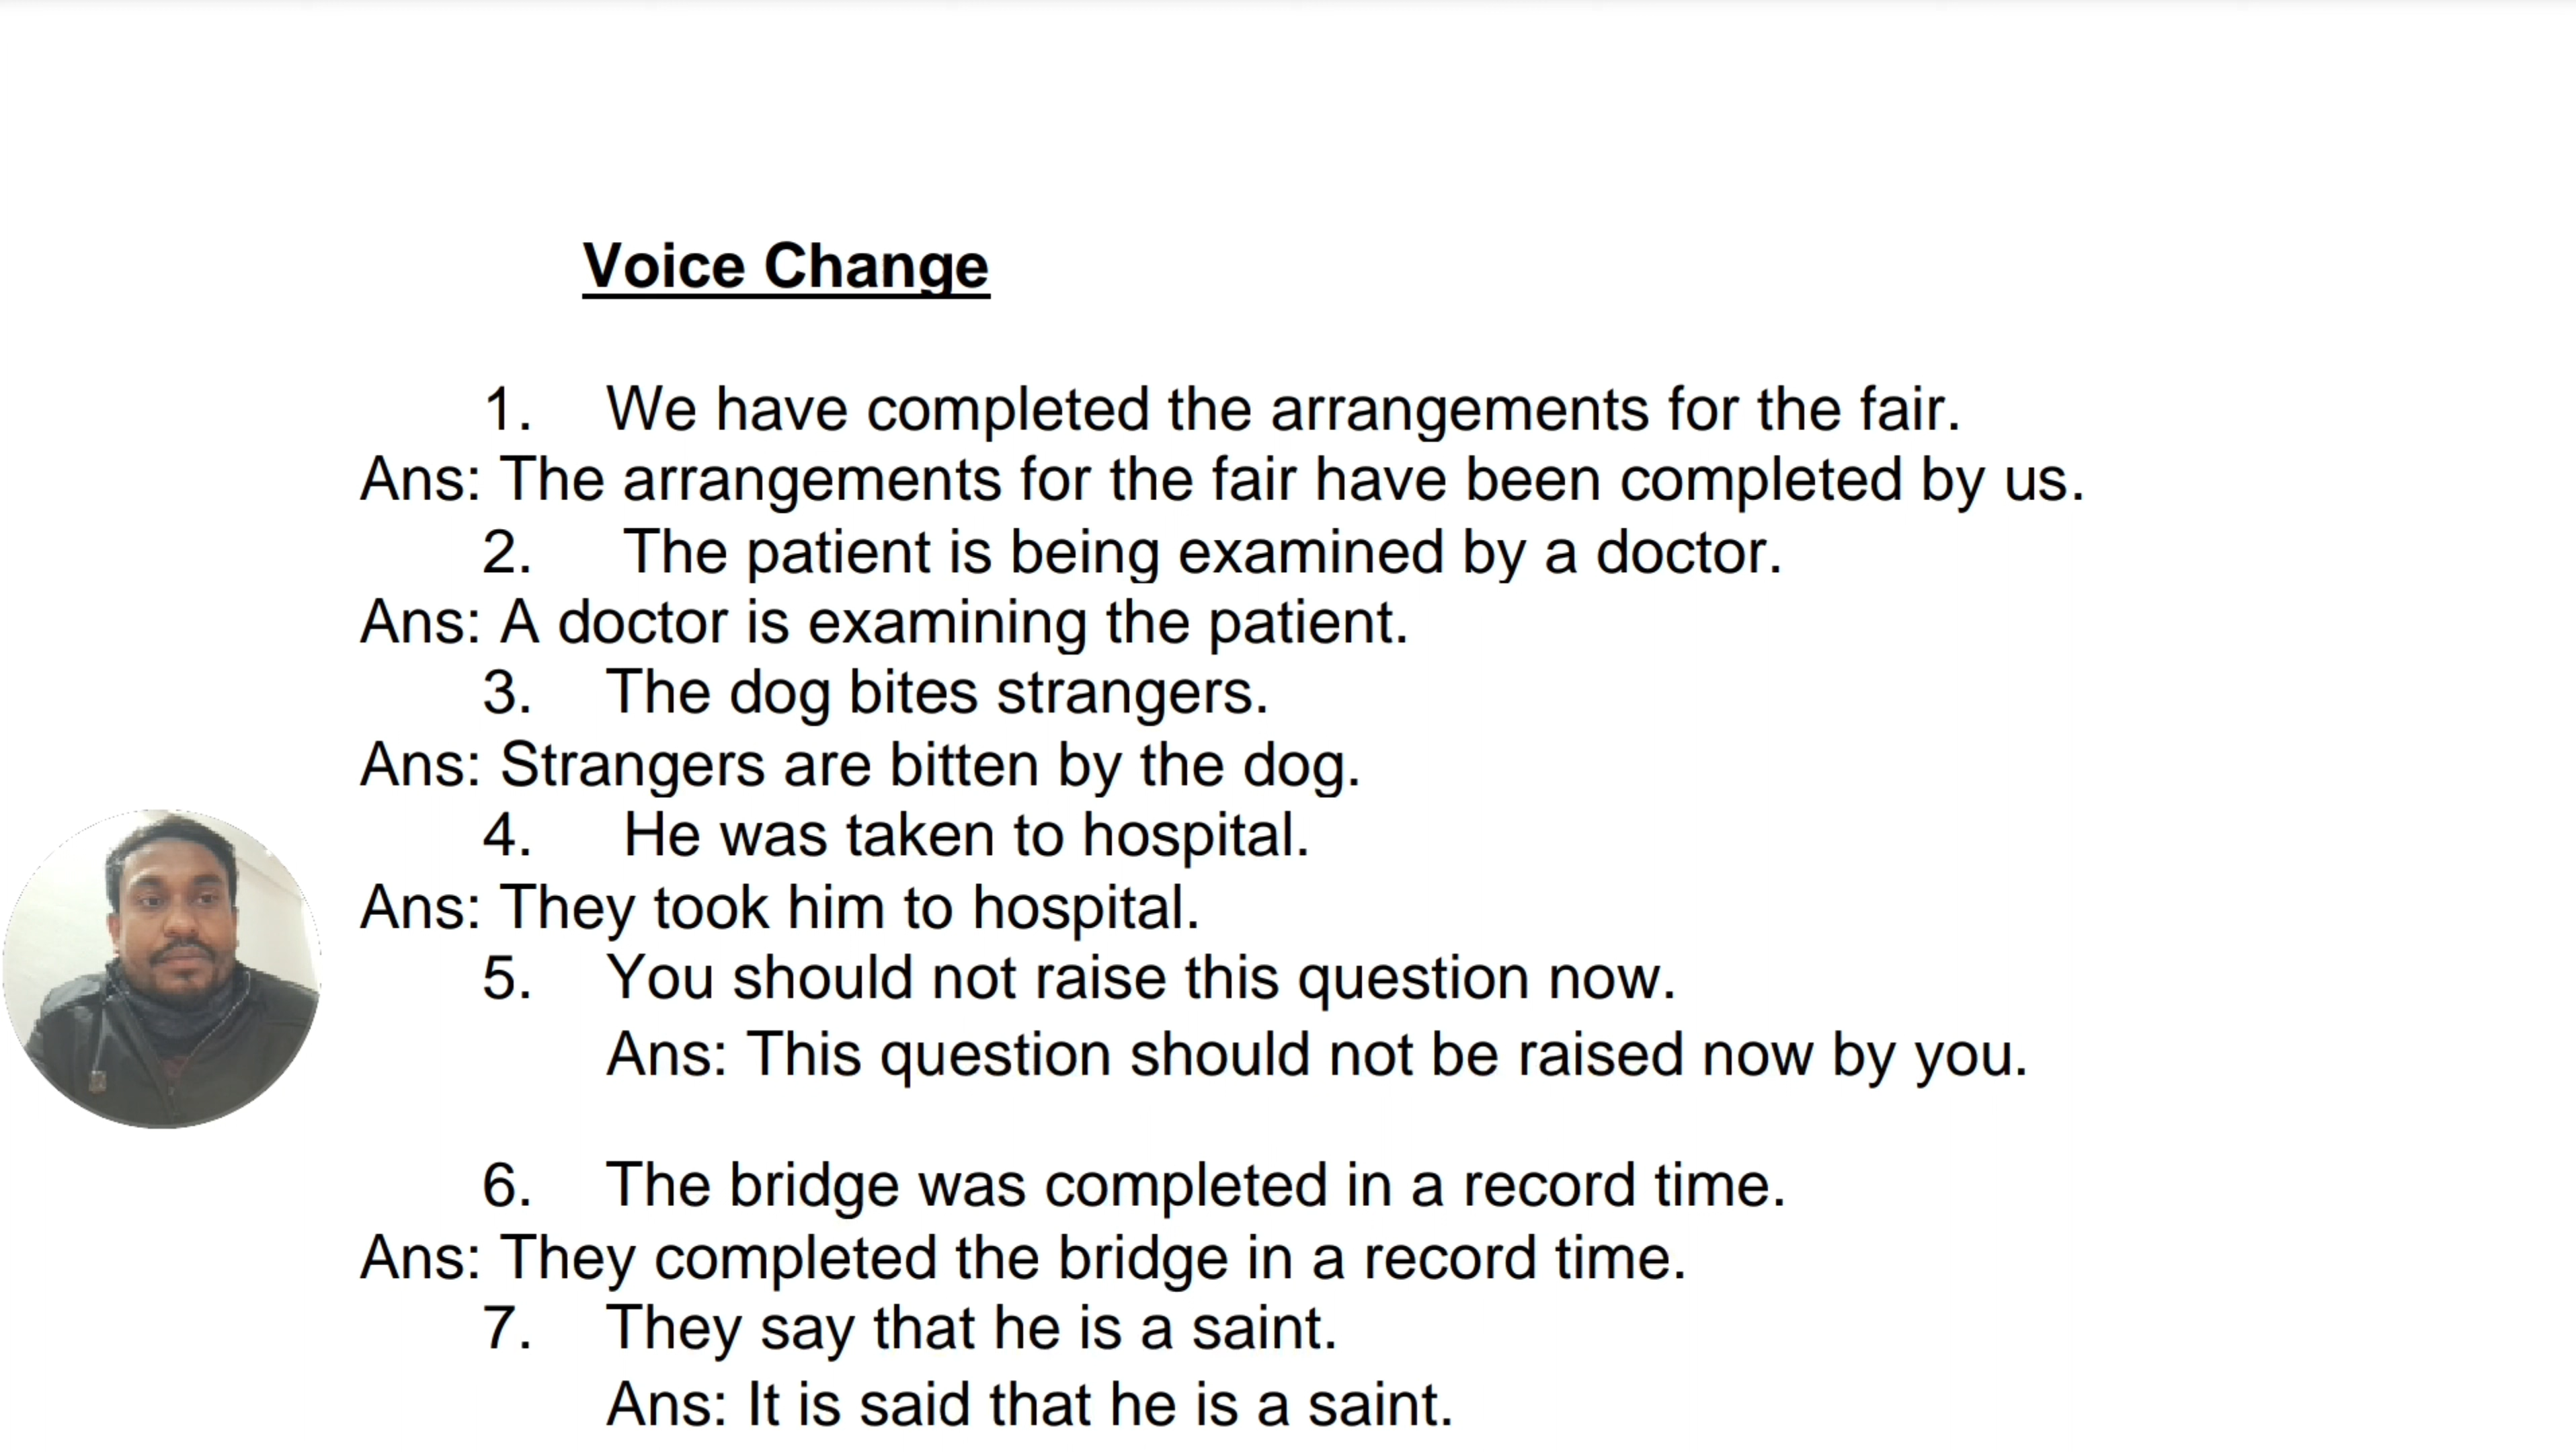 Voice Change
1. We have completed the arrangements for the fair.
Ans: The arrangements for the fair have been completed by us.
2. The patient is being examined by a doctor.
Ans: A doctor is examining the patient.
3. The dog bites strangers.
Ans: Strangers are bitten by the dog.
4. He was taken to hospital.
Ans: They took him to hospital.
5. You should not raise this question now.
Ans: This question should not be raised now by you.
6. The bridge was completed in a record time.
Ans: They completed the bridge in a record time.
7. They say that he is a saint.
Ans: It is said that he is a saint.